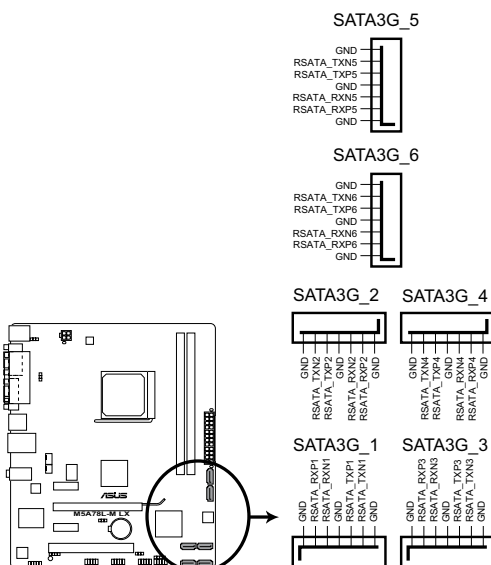 SATA3G_5
GND
RSATA_TXN5
RSATA_TXP5
GND
RSATA_RXN5
RSATA_RXP5
GND
SATA3G_6
GND
RSATA_TXN6
RSATA_TXP6
GND
RSATA_RXN6
RSATA_RXP6
GND
SATA3G_2
GND
RSATA_TXN2
RSATA_TXP2
GND
RSATA_RXN2
RSATA_RXP2
GND
SATA3G_4
GND
RSATA_TXN4
RSATA_TXP4
GND
RSATA_RXN4
RSATA_RXP4
GND
SATA3G_1
GND
RSATA_RXP1
RSATA_RXN1
GND
RSATA_TXP1
RSATA_TXN1
GND
SATA3G_3
GND
RSATA_RXP3
RSATA_RXN3
GND
RSATA_TXP3
RSATA_TXN3
GND
ASUS
M5A78L-M LX